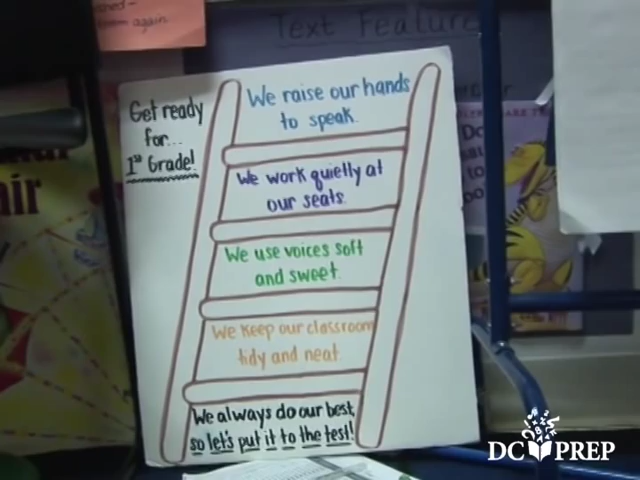 again.
Text Feature
Get ready
for...
1st Grade!
We raise our hands
to speak.
We work quietly at
our seats.
We use voices soft
and sweet.
We keep our classroom
tidy and neat.
We always do our best,
so let's put it to the test!
DC PREP